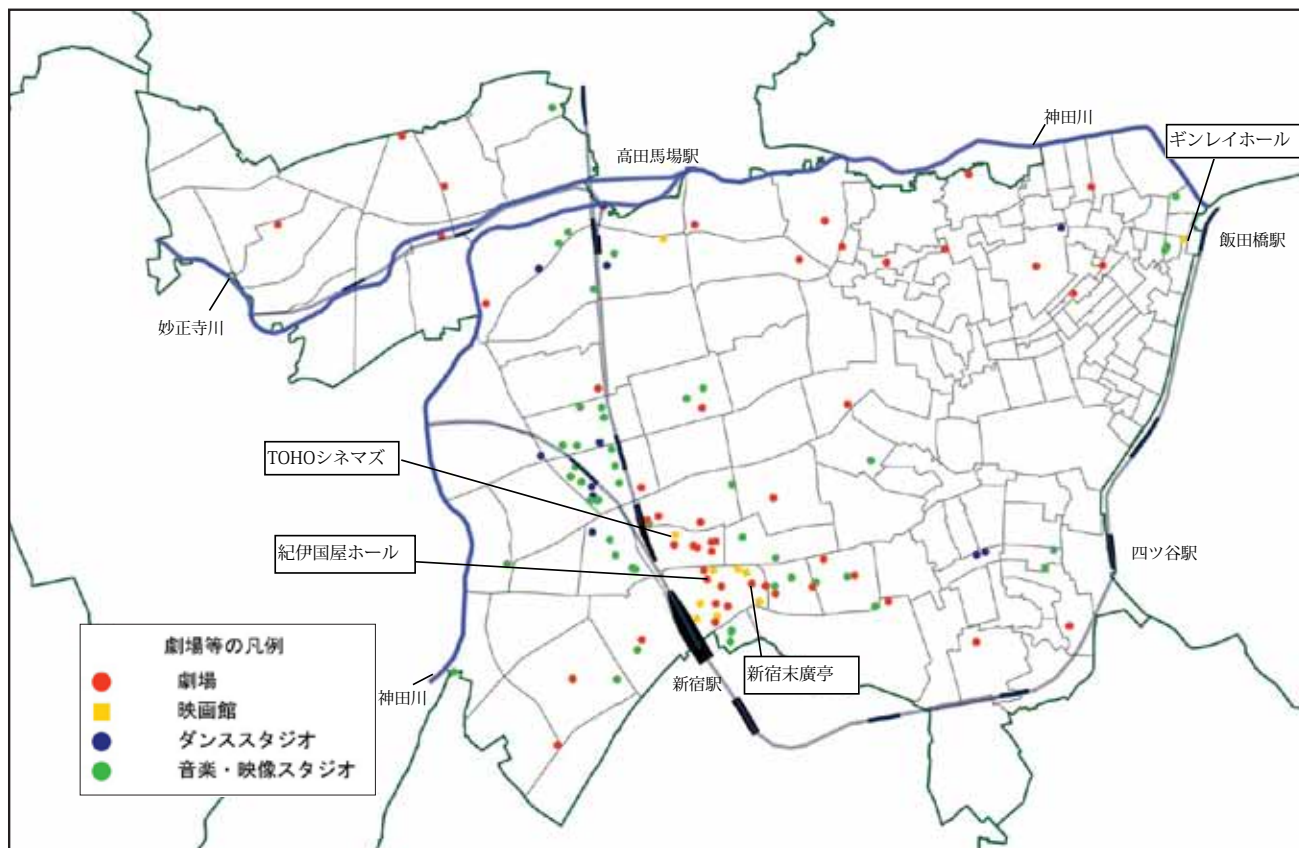 神田川
ギンレイホール
高田馬場駅
飯田橋駅
妙正寺川
TOHOシネマズ
紀伊国屋ホール
四ツ谷駅
新宿末廣亭
新宿駅
神田川
劇場等の凡例
劇場
映画館
ダンススタジオ
音楽・映像スタジオ